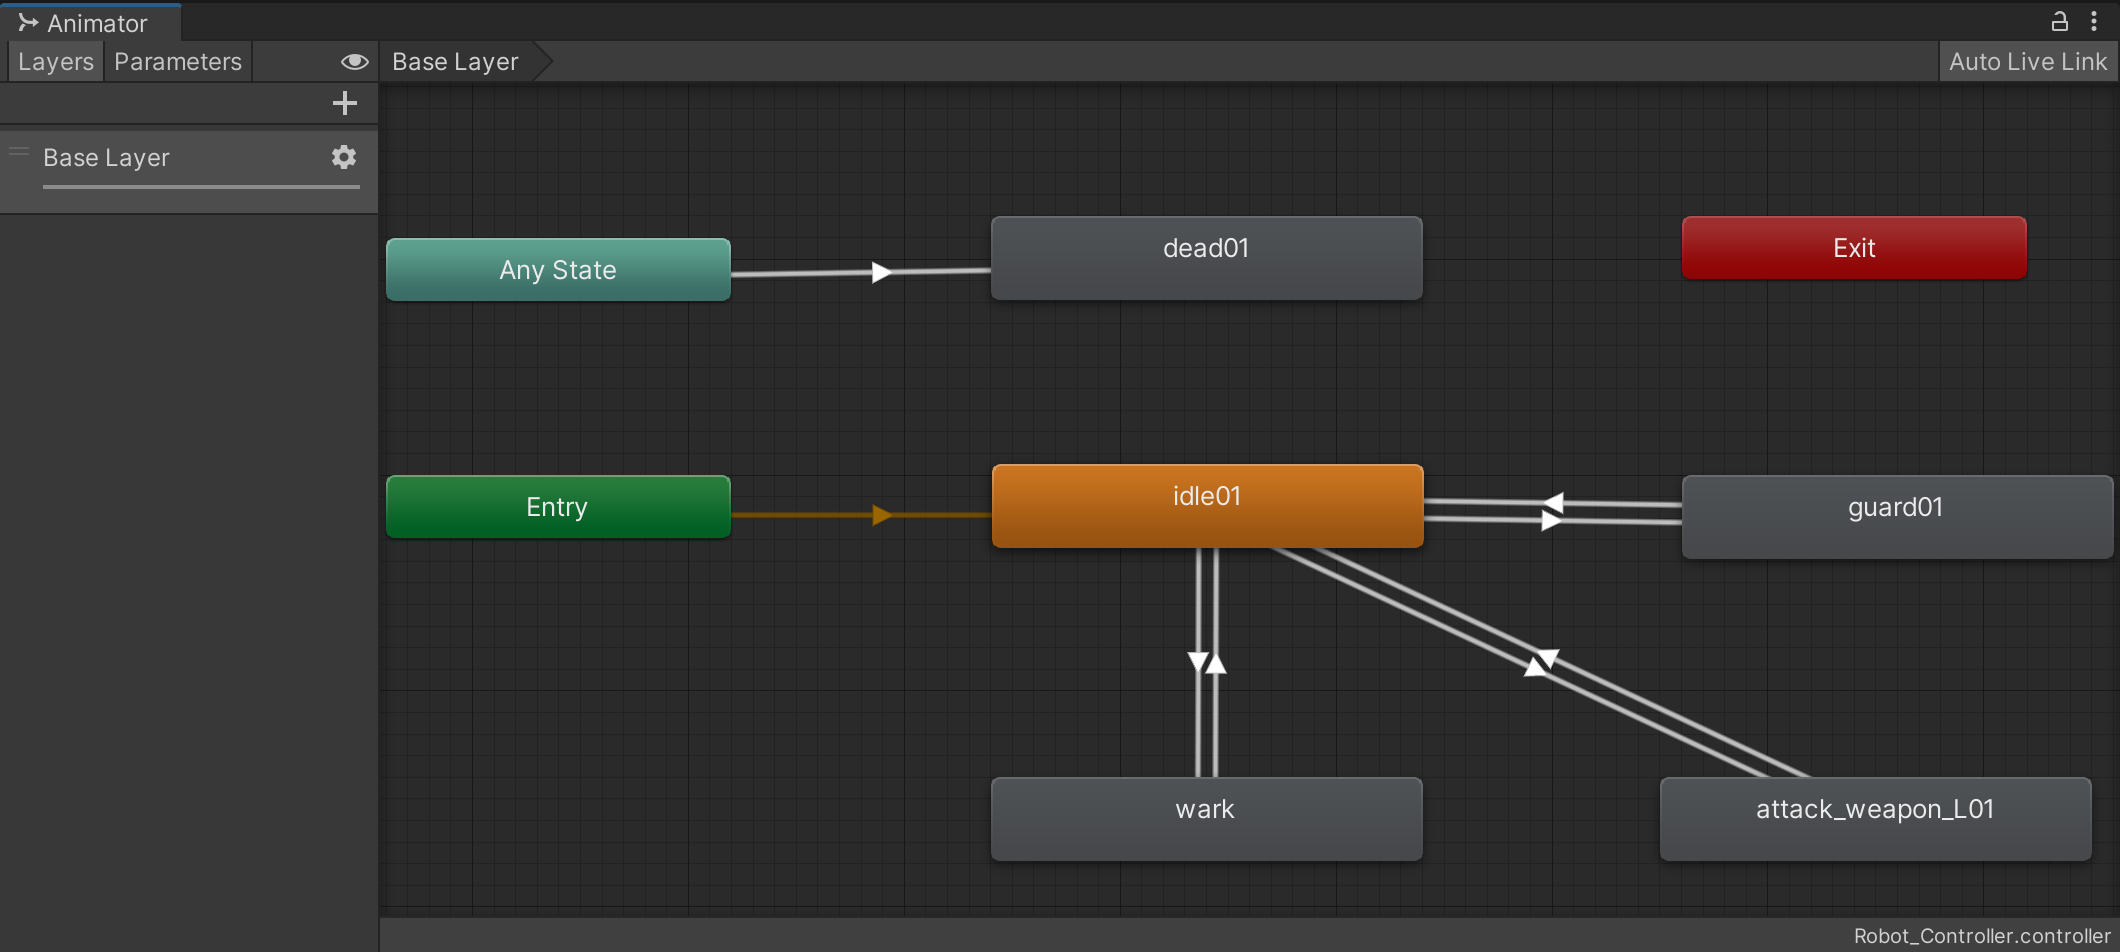 Animator
Layers Parameters
Base Layer
Auto Live Link
Base Layer
Any State
dead01
Exit
Entry
idle01
guard01
wark
attack_weapon_L01
Robot_Controller.controller